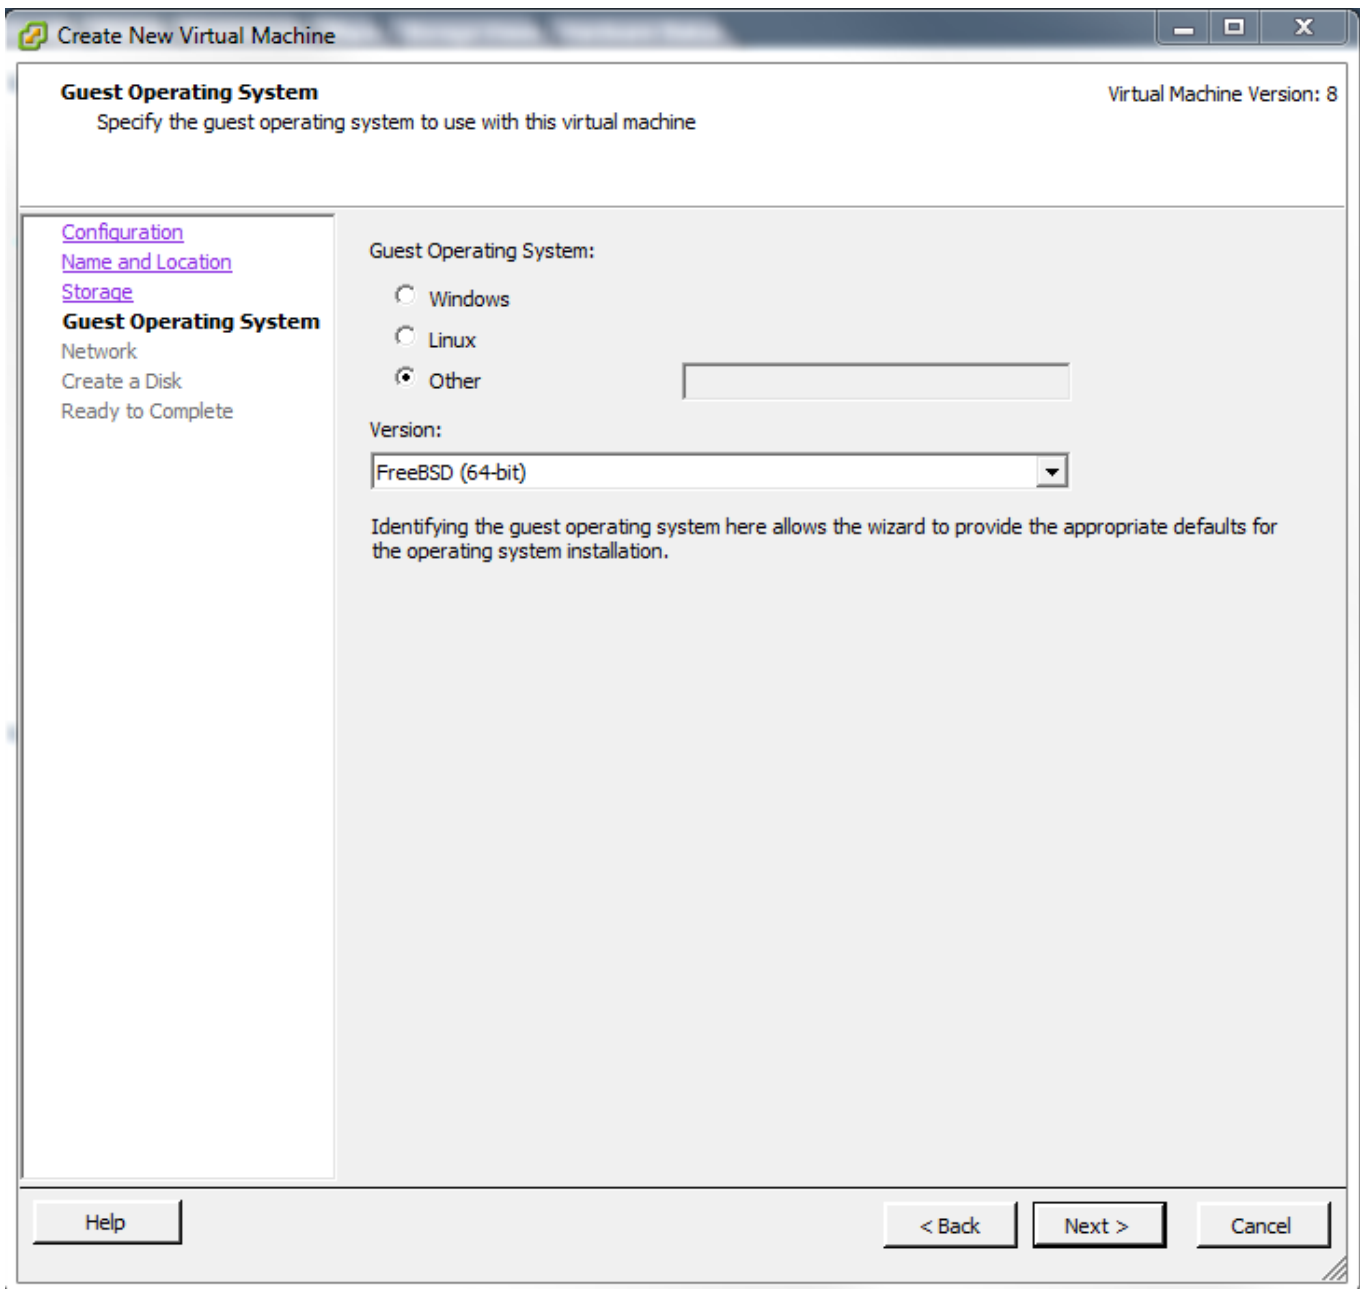 Create New Virtual Machine
Guest Operating System
Virtual Machine Version: 8
Specify the guest operating system to use with this virtual machine
Configuration
Name and Location
Storage
Guest Operating System
Network
Create a Disk
Ready to Complete
Guest Operating System:
Windows
Linux
Other
Version:
FreeBSD (64-bit)
Identifying the guest operating system here allows the wizard to provide the appropriate defaults for
the operating system installation.
Help
< Back
Next >
Cancel